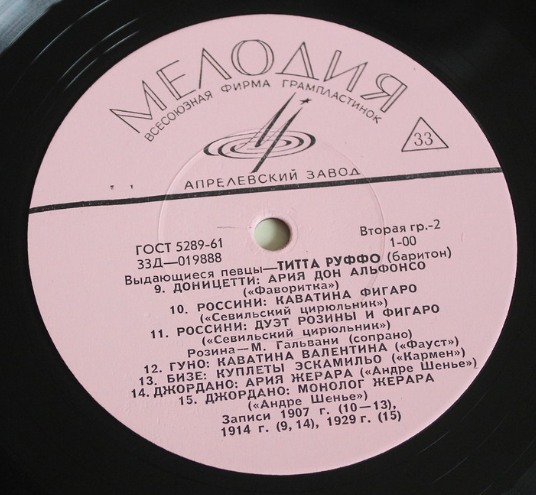 МЕЛОДИЯ
ВСЕСОЮЗНАЯ ФИРМА ГРАМПЛАСТИНОК
33
АПРЕЛЕВСКИЙ ЗАВОД
ГОСТ 5289-61
Вторая гр.-2
33Д—019888
1-00
Выдающиеся певцы—ТИТТА РУФФО (баритон)
9. ДОНИЦЕТТИ: АРИЯ ДОН АЛЬФОНСО
(«Фаворитка»)
10. РОССИНИ: КАВАТИНА ФИГАРО
(«Севильский цирюльник»)
11. РОССИНИ: ДУЭТ РОЗИНЫ И ФИГАРО
(«Севильский цирюльник»)
Розина—М. Гальвани (сопрано)
12. ГУНО: КАВАТИНА ВАЛЕНТИНА («Фауст»)
13. БИЗЕ: КУПЛЕТЫ ЭСКАМИЛЬО («Кармен»)
14. ДЖОРДАНО: АРИЯ ЖЕРАРА («Андре Шенье»)
15. ДЖОРДАНО: МОНОЛОГ ЖЕРАРА
(«Андре Шенье»)
Записи 1907 г. (10—13),
1914 г. (9, 14), 1929 г. (15)